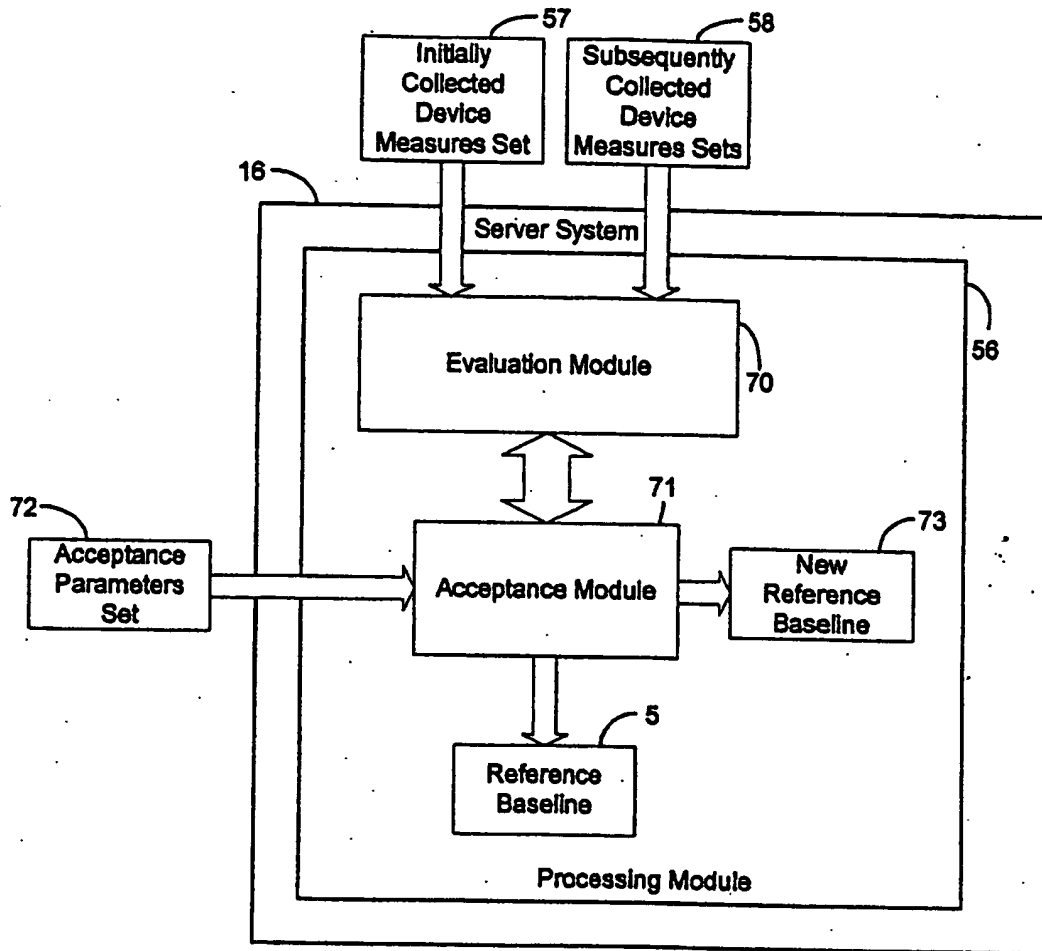 57
58
Initially
Collected
Device
Measures Set
Subsequently
Collected
Device
Measures Sets
16
Server System
56
Evaluation Module
70
72
71
73
Acceptance
Parameters
Set
Acceptance Module
New
Reference
Baseline
5
Reference
Baseline
Processing Module